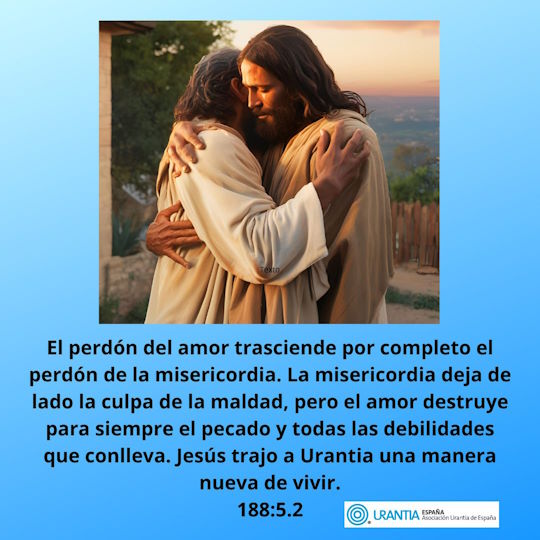 Texto
El perdón del amor trasciende por completo el
perdón de la misericordia. La misericordia deja de
lado la culpa de la maldad, pero el amor destruye
para siempre el pecado y todas las debilidades
que conlleva. Jesús trajo a Urantia una manera
nueva de vivir.
188:5.2
URANTIA ESPAÑA
Asociación Urantia de España